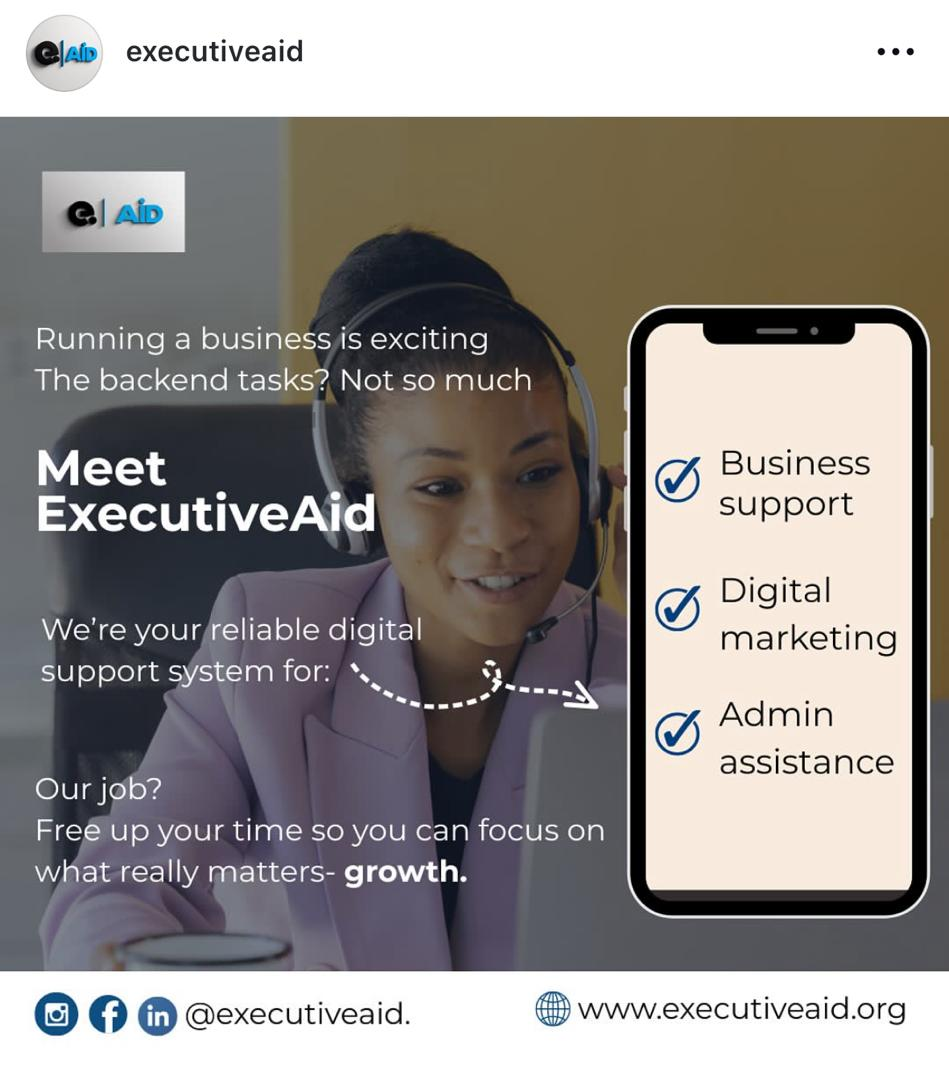 e.|AiD
executiveaid
e.| AiD
Running a business is exciting
The backend tasks? Not so much
Meet
ExecutiveAid
We’re your reliable digital
support system for:
Business
support
Digital
marketing
Admin
assistance
Our job?
Free up your time so you can focus on
what really matters- growth.
@executiveaid.
www.executiveaid.org